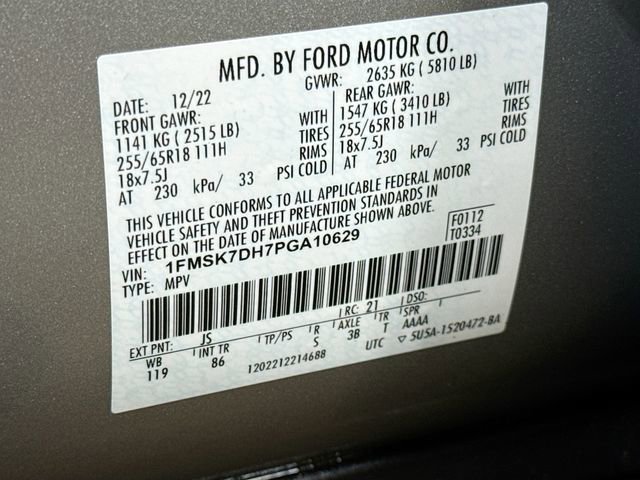 MFD. BY FORD MOTOR CO.
DATE: 12/22 GVWR: 2635 KG (5810 LB)
FRONT GAWR: REAR GAWR:
1141 KG (2515 LB) WITH 1547 KG (3410 LB) WITH
255/65R18 111H TIRES 255/65R18 111H TIRES
18x7.5J RIMS 18x7.5J RIMS
AT 230 kPa/ 33 PSI COLD AT 230 kPa/ 33 PSI COLD
THIS VEHICLE CONFORMS TO ALL APPLICABLE FEDERAL MOTOR
VEHICLE SAFETY AND THEFT PREVENTION STANDARDS IN
EFFECT ON THE DATE OF MANUFACTURE SHOWN ABOVE.
VIN: 1FMSK7DH7PGA10629 F0112
TYPE: MPV T0334
EXT PNT: JS RC: 21 DSO:
WB INT TR TP/PS R AXLE TR SPR
119 86 S 3B T AAAA
1202212214688 UTC ▽ 5U5A-1520472-BA